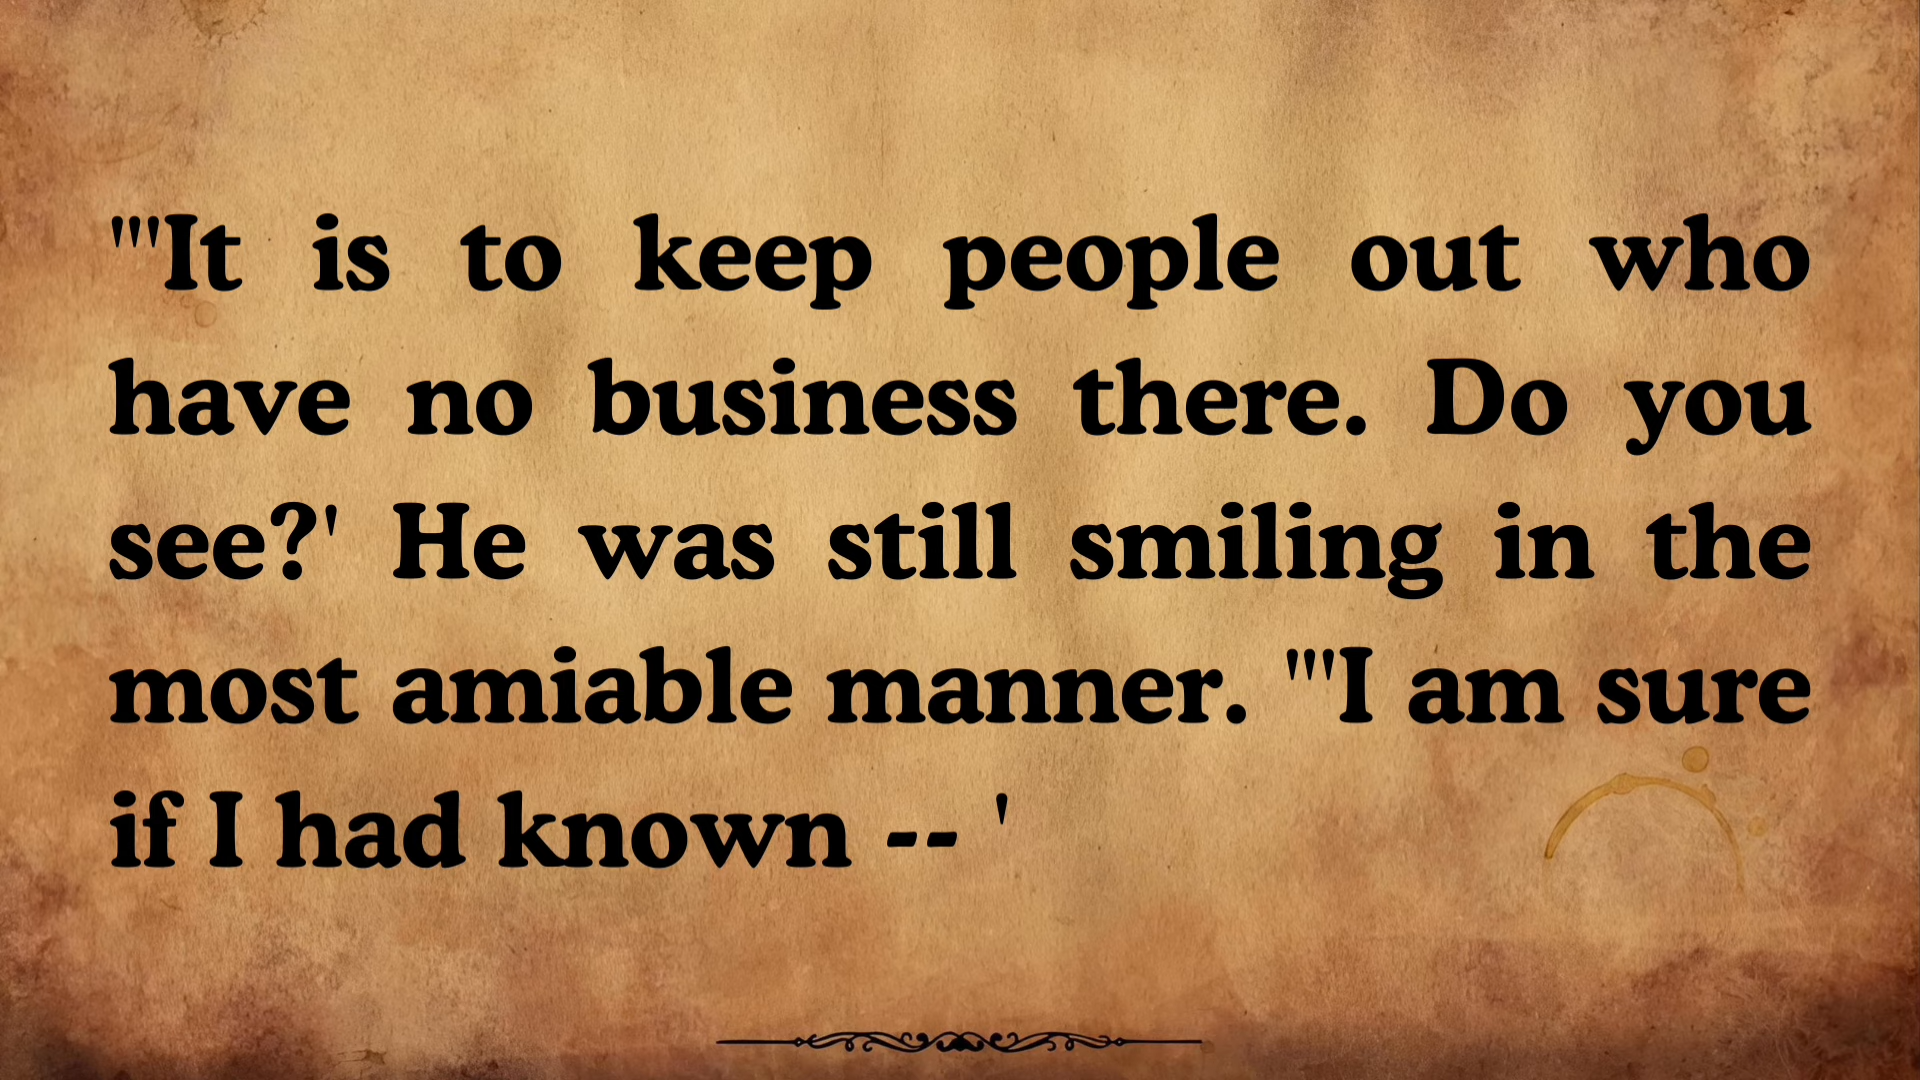 "'It is to keep people out who
have no business there. Do you
see?' He was still smiling in the
most amiable manner. "'I am sure
if I had known -- '